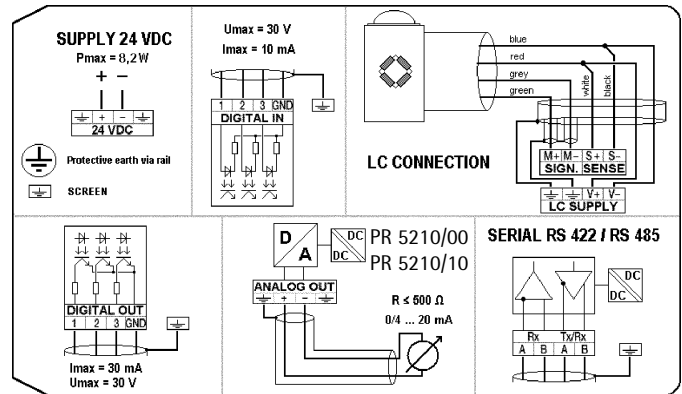 SUPPLY 24 VDC
Pmax = 8,2W
+ −
+ −
24 VDC
Protective earth via rail
SCREEN
Umax = 30 V
Imax = 10 mA
1 2 3 GND
DIGITAL IN
blue
red
grey
green
white
black
LC CONNECTION
M+ M- S+ S-
SIGN. SENSE
V+ V-
LC SUPPLY
DIGITAL OUT
1 2 3 GND
Imax = 30 mA
Umax = 30 V
D
A
DC
DC
PR 5210/00
PR 5210/10
ANALOG OUT
+ −
R ≤ 500 Ω
0/4 ... 20 mA
SERIAL RS 422 / RS 485
DC
DC
Rx Tx/Rx
A B A B